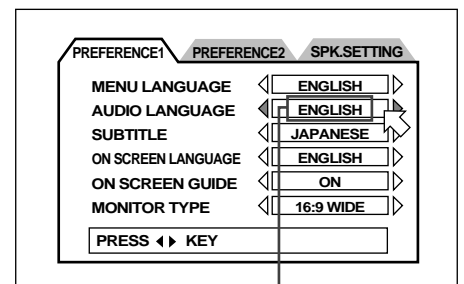 PREFERENCE1 PREFERENCE2 SPK.SETTING
MENU LANGUAGE ENGLISH
AUDIO LANGUAGE ENGLISH
SUBTITLE JAPANESE
ON SCREEN LANGUAGE ENGLISH
ON SCREEN GUIDE ON
MONITOR TYPE 16:9 WIDE
PRESS ◀▶ KEY